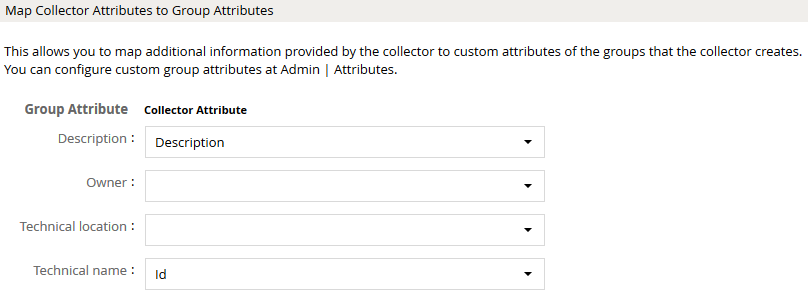 Map Collector Attributes to Group Attributes
This allows you to map additional information provided by the collector to custom attributes of the groups that the collector creates.
You can configure custom group attributes at Admin | Attributes.
Group Attribute Collector Attribute
Description : Description
Owner :
Technical location :
Technical name : Id